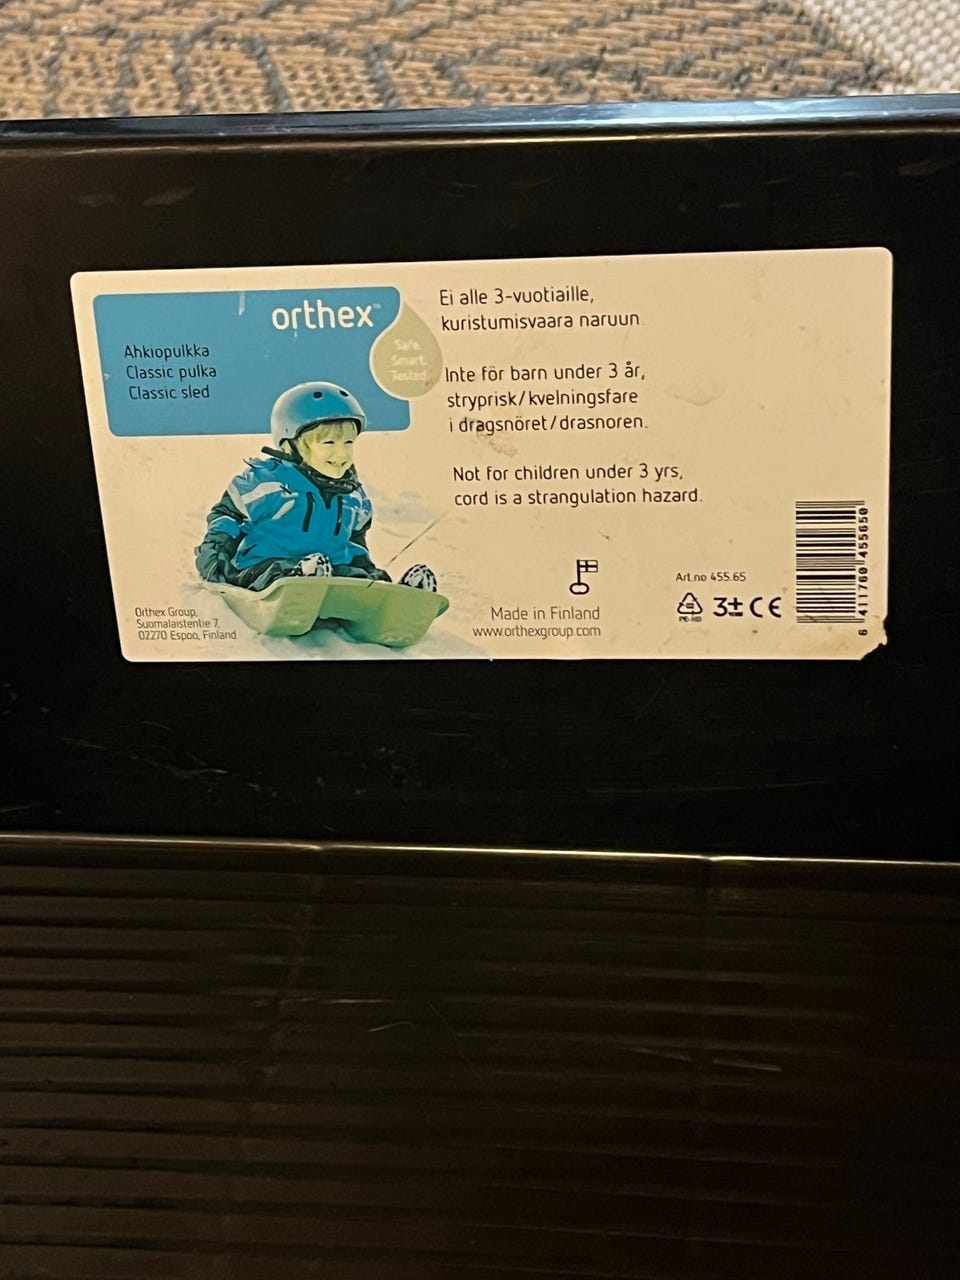 orthex™
Safe.
Smart.
Tested.
Ahkiopulkka
Classic pulka
Classic sled
Ei alle 3-vuotiaille,
kuristumisvaara naruun.
Inte för barn under 3 år,
stryprisk/kvelningsfare
i dragsnöret/drasnoren.
Not for children under 3 yrs,
cord is a strangulation hazard.
Orthex Group,
Suomalaistentie 7,
02270 Espoo, Finland
Made in Finland
www.orthexgroup.com
Art.no 455.65
PE-HD
3± CE
6 411760 455650